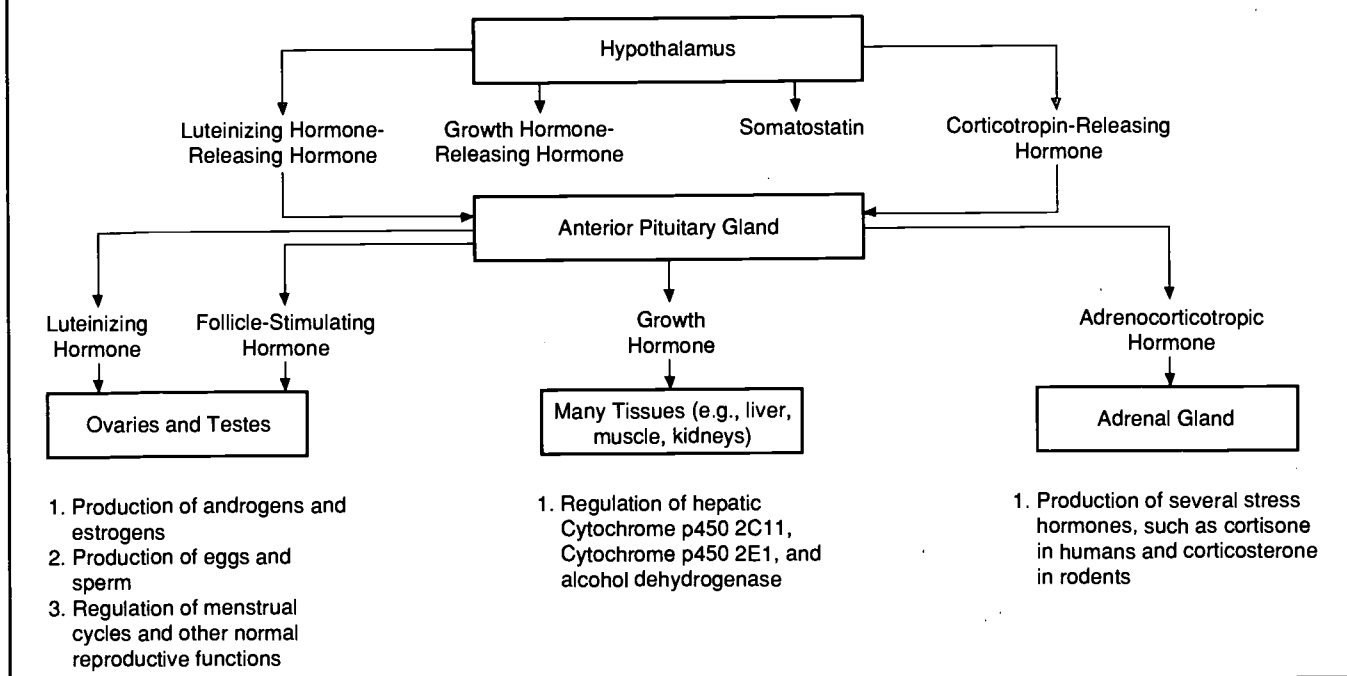 Hypothalamus
Luteinizing Hormone-
Releasing Hormone
Growth Hormone-
Releasing Hormone
Somatostatin
Corticotropin-Releasing
Hormone
Anterior Pituitary Gland
Luteinizing
Hormone
Follicle-Stimulating
Hormone
Growth
Hormone
Adrenocorticotropic
Hormone
Ovaries and Testes
Many Tissues (e.g., liver,
muscle, kidneys)
Adrenal Gland
1. Production of androgens and
estrogens
2. Production of eggs and
sperm
3. Regulation of menstrual
cycles and other normal
reproductive functions
1. Regulation of hepatic
Cytochrome p450 2C11,
Cytochrome p450 2E1, and
alcohol dehydrogenase
1. Production of several stress
hormones, such as cortisone
in humans and corticosterone
in rodents